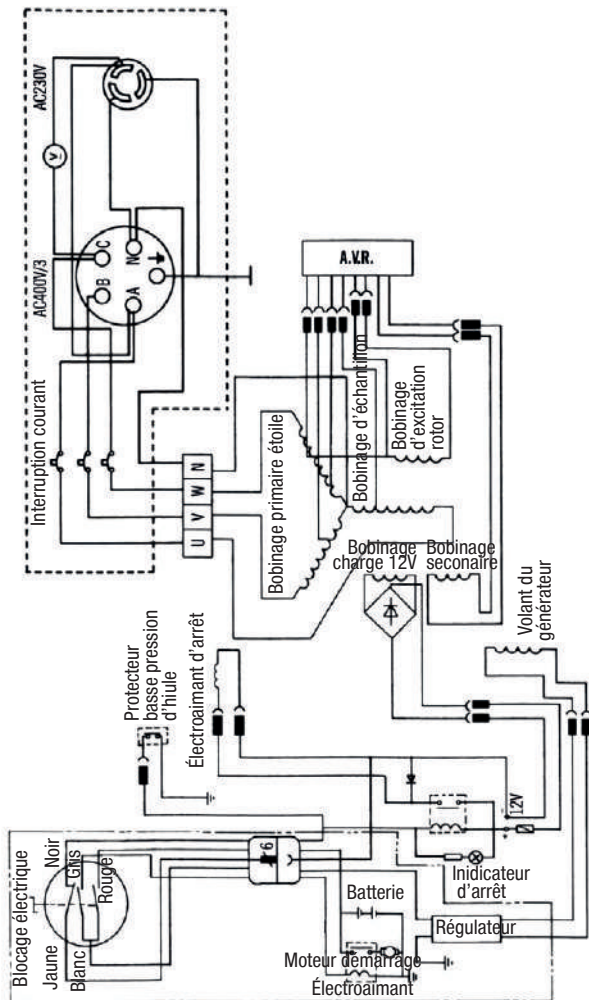 AC400V/3
AC230V
V
A
B
C
N
Interruption courant
U
V
W
N
Bobinage primaire étoile
A.V.R.
Bobinage d'échantillon
Bobinage
d'excitation
rotor
Bobinage
charge 12V
Bobinage
seconaire
Volant du
générateur
Protecteur
basse pression
d'hiule
Électroaimant d'arrêt
Blocage électrique
Noir
Gris
Rouge
Jaune
Blanc
6
12V
Inidicateur
d'arrêt
Batterie
Moteur démarrage
Électroaimant
Régulateur